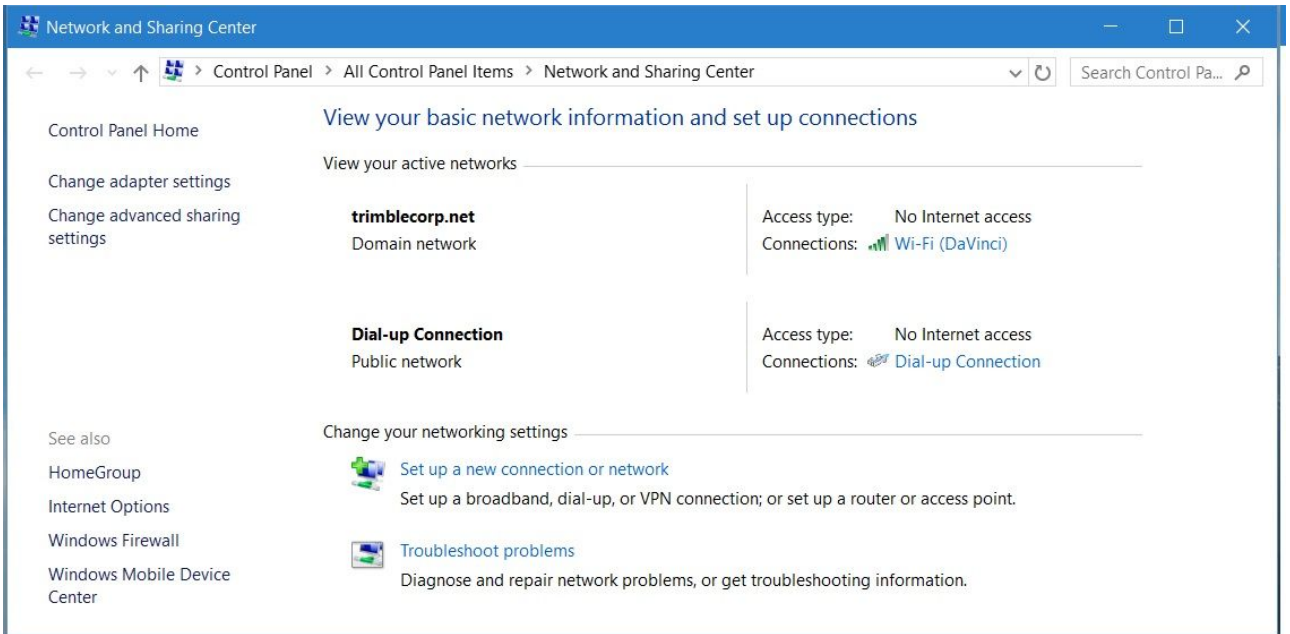 Network and Sharing Center
Control Panel > All Control Panel Items > Network and Sharing Center
Search Control Pa...
Control Panel Home
Change adapter settings
Change advanced sharing
settings
See also
HomeGroup
Internet Options
Windows Firewall
Windows Mobile Device
Center
View your basic network information and set up connections
View your active networks
trimblecorp.net
Domain network
Access type: No Internet access
Connections: Wi-Fi (DaVinci)
Dial-up Connection
Public network
Access type: No Internet access
Connections: Dial-up Connection
Change your networking settings
Set up a new connection or network
Set up a broadband, dial-up, or VPN connection; or set up a router or access point.
Troubleshoot problems
Diagnose and repair network problems, or get troubleshooting information.